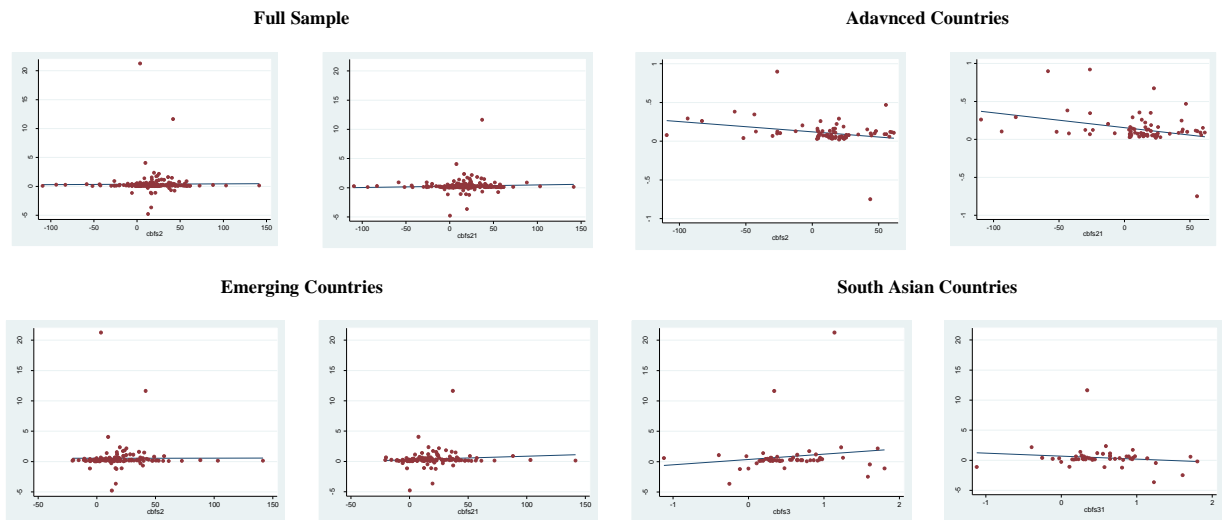 Full Sample
Adavnced Countries
20
15
10
5
0
-5
-100 -50 0 50 100 150
cbfs2
20
15
10
5
0
-5
-100 -50 0 50 100 150
cbfs21
1
.5
0
-.5
-1
-100 -50 0 50
cbfs2
1
.5
0
-.5
-1
-100 -50 0 50
cbfs21
Emerging Countries
South Asian Countries
20
15
10
5
0
-5
-50 0 50 100 150
cbfs2
20
15
10
5
0
-5
-50 0 50 100 150
cbfs21
20
15
10
5
0
-5
-1 0 1 2
cbfs3
20
15
10
5
0
-5
-1 0 1 2
cbfs31